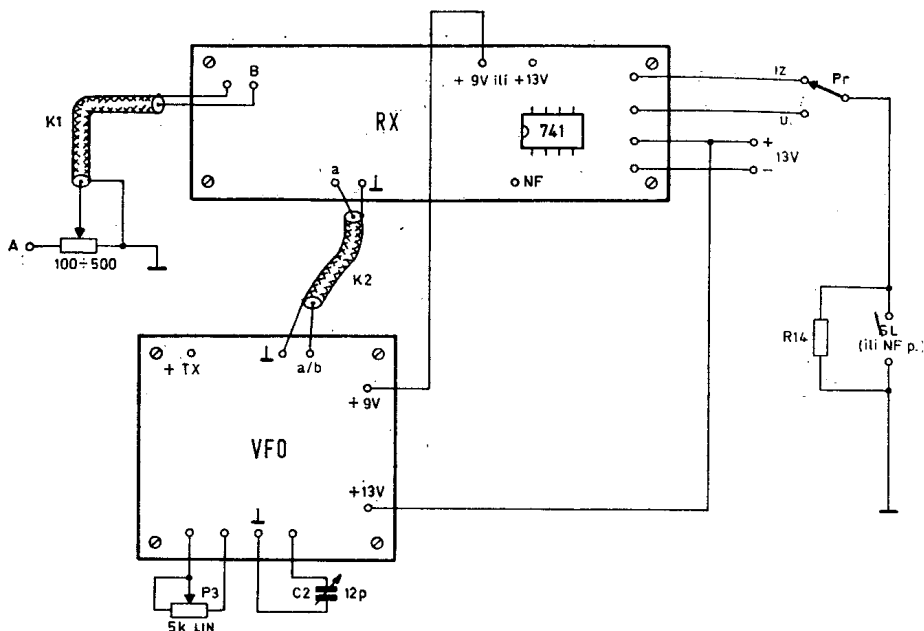 B
+ 9V ili +13V
iz
Pr
K1
RX
741
u.
+
13V
-
a
NF
A
100÷500
K2
R14
SL
(ili NF p.)
+ TX
a/b
+ 9V
VFO
+13V
P3
5k LIN
C2
12p